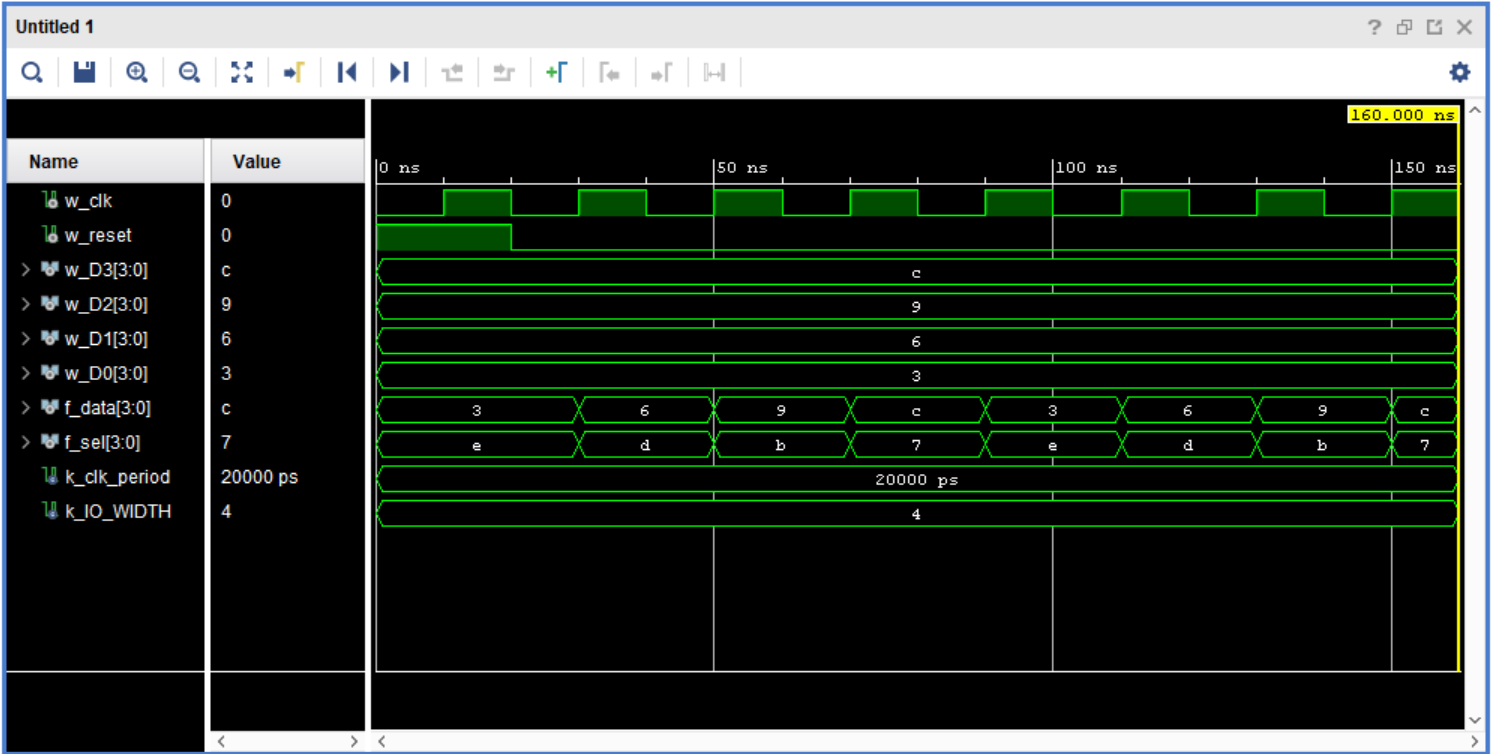 Untitled 1
160.000 ns
Name Value
0 ns 50 ns 100 ns 150 ns
w_clk 0
w_reset 0
w_D3[3:0] c c
w_D2[3:0] 9 9
w_D1[3:0] 6 6
w_D0[3:0] 3 3
f_data[3:0] c 3 6 9 c 3 6 9 c
f_sel[3:0] 7 e d b 7 e d b 7
k_clk_period 20000 ps 20000 ps
k_IO_WIDTH 4 4